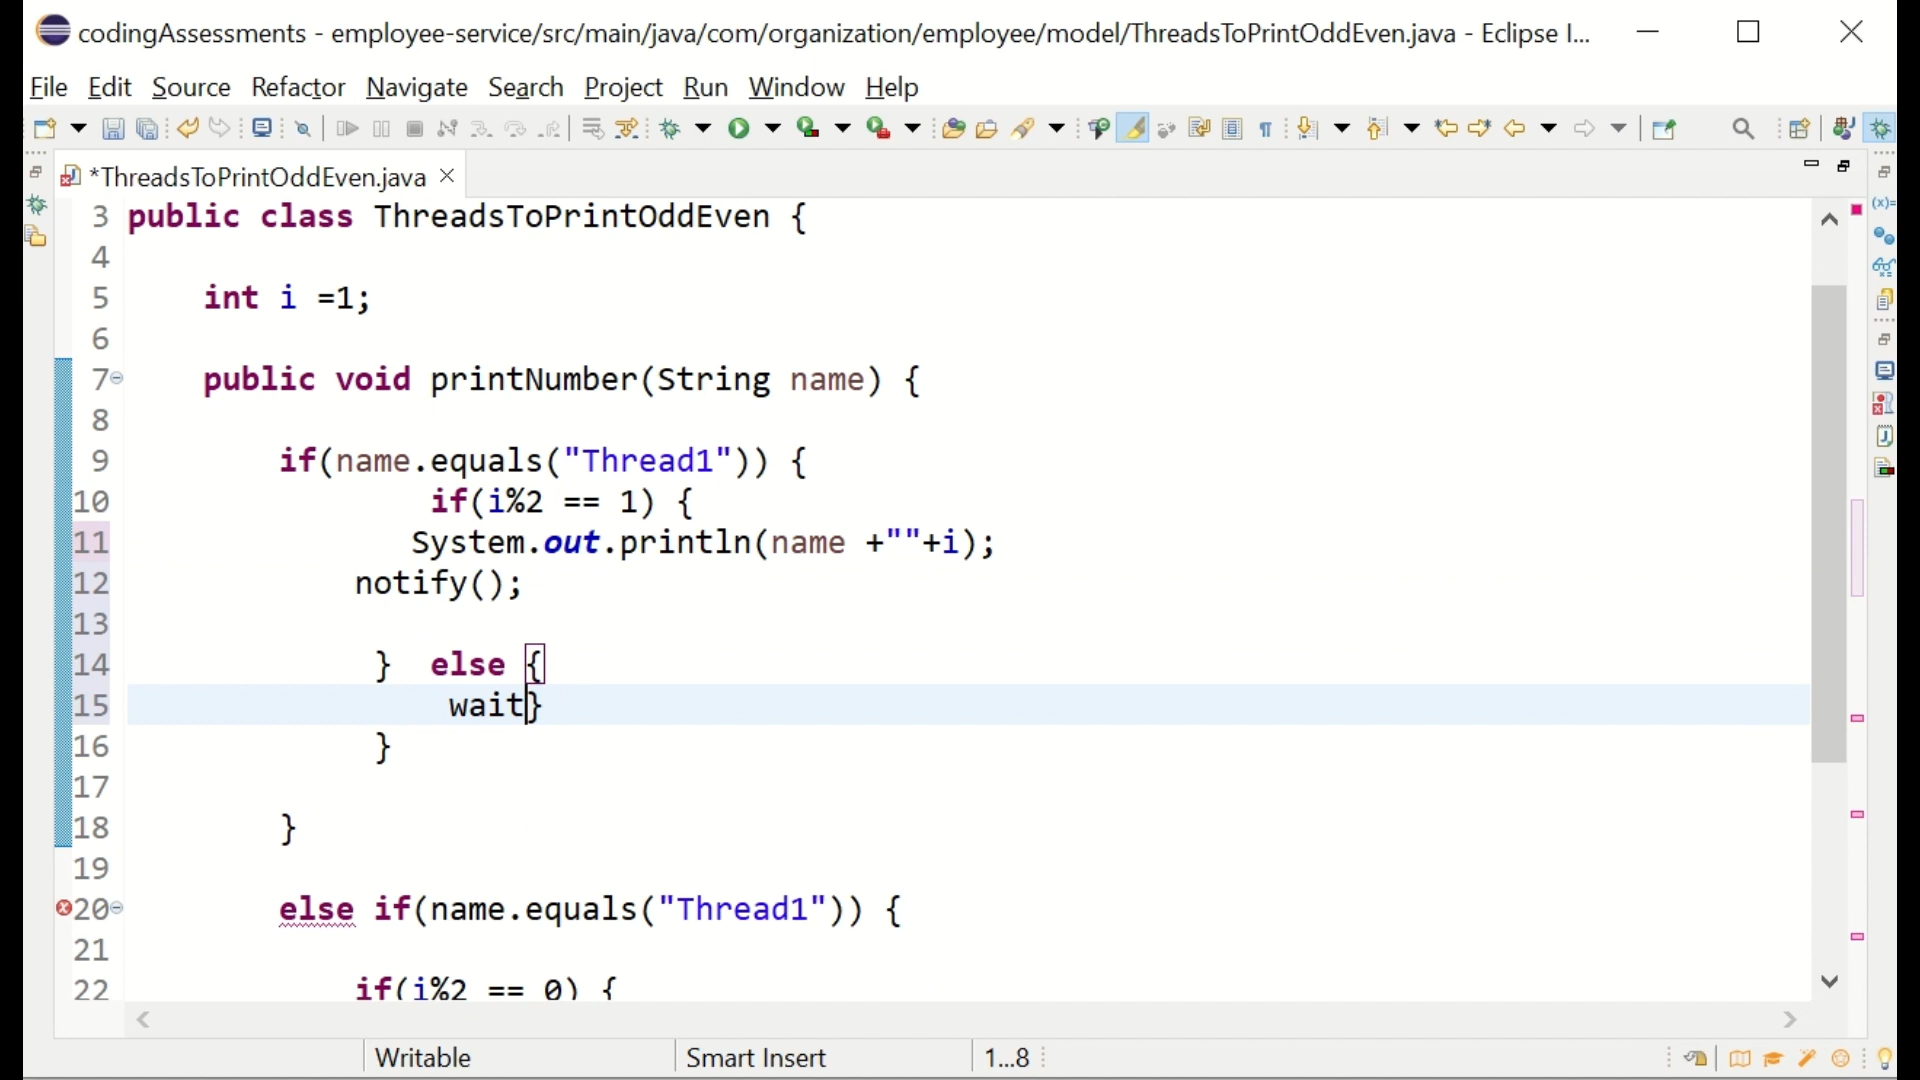 codingAssessments - employee-service/src/main/java/com/organization/employee/model/ThreadsToPrintOddEven.java - Eclipse I...
File Edit Source Refactor Navigate Search Project Run Window Help
*ThreadsToPrintOddEven.java
3 public class ThreadsToPrintOddEven {
4
5 int i =1;
6
7 public void printNumber(String name) {
8
9 if(name.equals("Thread1")) {
10 if(i%2 == 1) {
11 System.out.println(name +""+i);
12 notify();
13
14 } else {
15 wait}
16 }
17
18 }
19
20 else if(name.equals("Thread1")) {
21
22 if(i%2 == 0) {
Writable Smart Insert 1...8